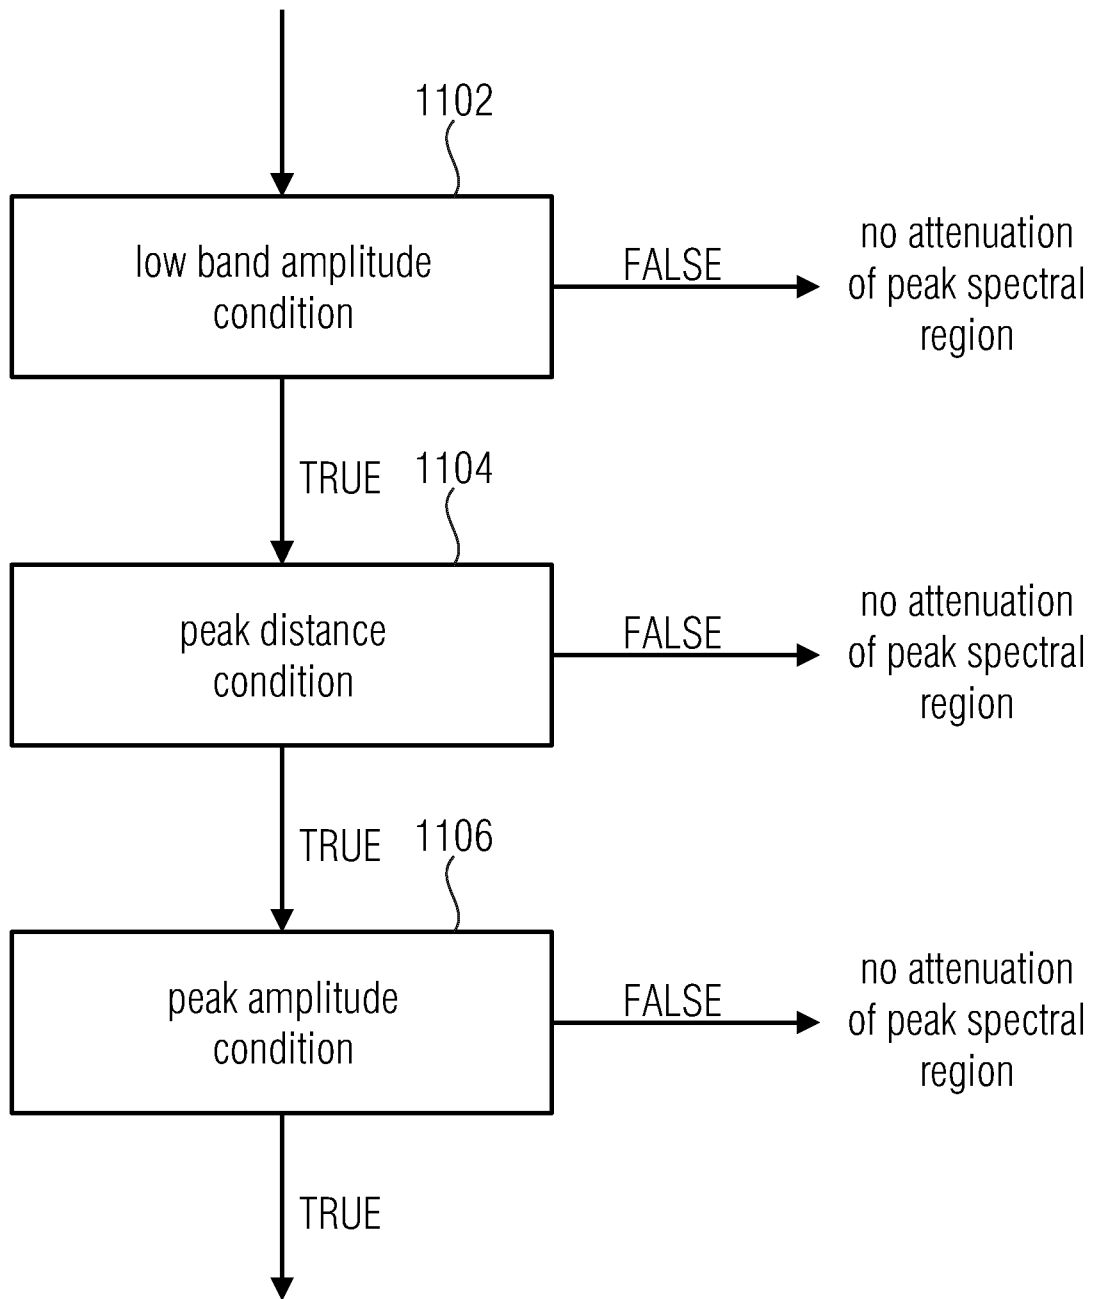 1102
low band amplitude
condition
FALSE
no attenuation
of peak spectral
region
TRUE
1104
peak distance
condition
FALSE
no attenuation
of peak spectral
region
TRUE
1106
peak amplitude
condition
FALSE
no attenuation
of peak spectral
region
TRUE